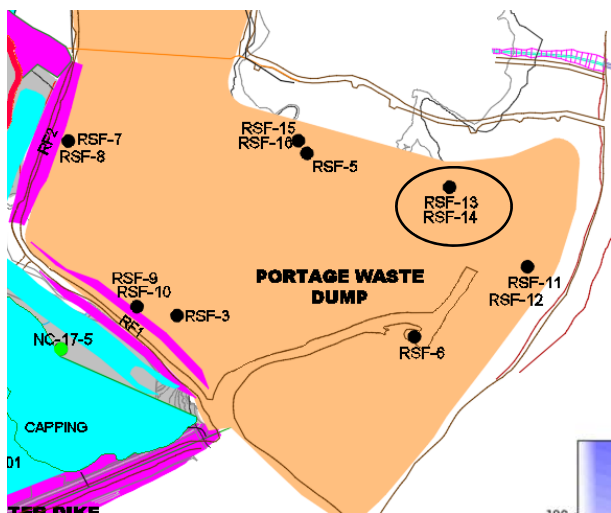 RSF-15
RSF-16
RSF-7
RSF-8
RF2
RSF-5
RSF-13
RSF-14
RSF-9
RSF-10
PORTAGE WASTE
DUMP
RSF-11
RSF-12
RSF-3
RF1
NC-17-5
RSF-6
CAPPING
01